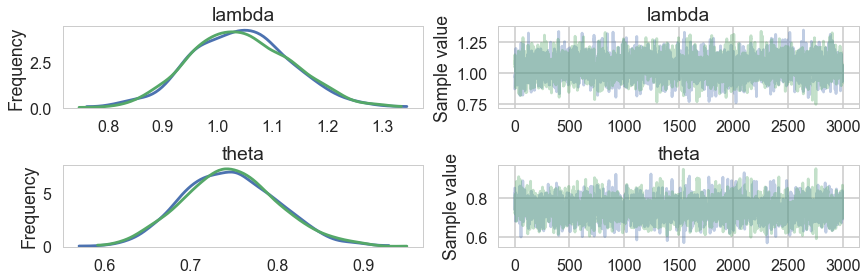 lambda
Frequency
2.5
0.0
0.8 0.9 1.0 1.1 1.2 1.3
lambda
Sample value
1.25
1.00
0.75
0 500 1000 1500 2000 2500 3000
theta
Frequency
5
0
0.6 0.7 0.8 0.9
theta
Sample value
0.8
0.6
0 500 1000 1500 2000 2500 3000